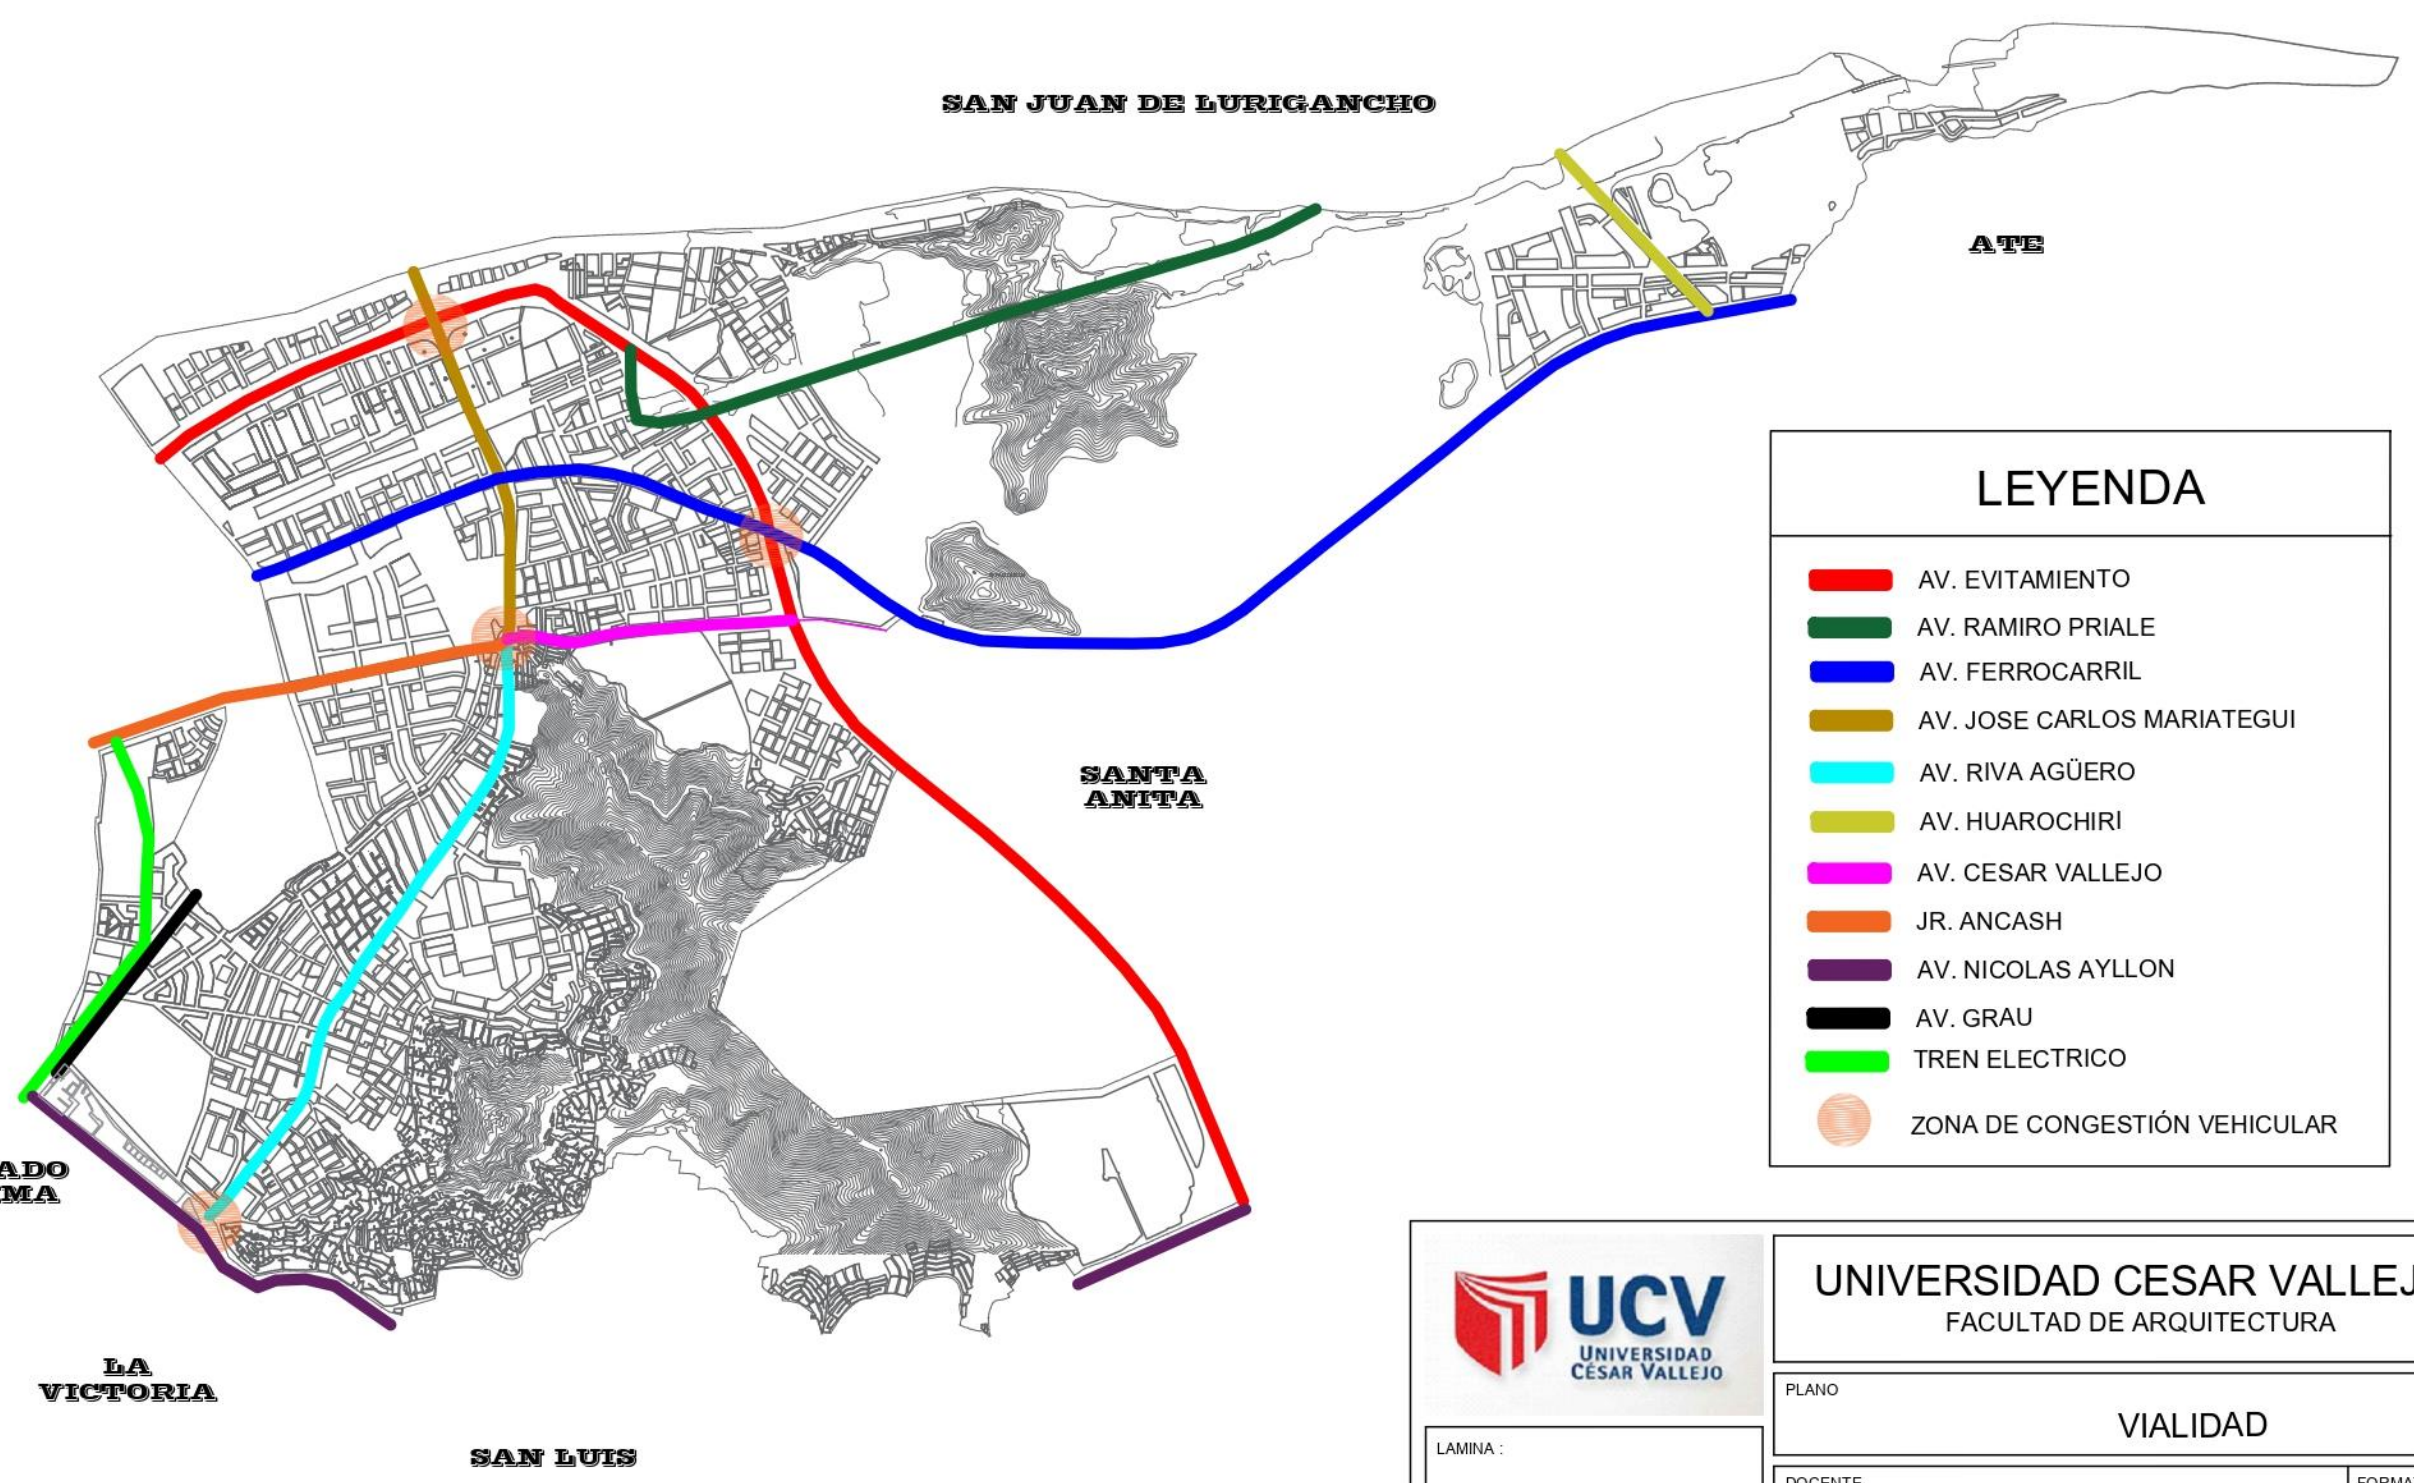 SAN JUAN DE LURIGANCHO
ATE
SANTA
ANITA
ADO
MA
LA
VICTORIA
SAN LUIS
LEYENDA
AV. EVITAMIENTO
AV. RAMIRO PRIALE
AV. FERROCARRIL
AV. JOSE CARLOS MARIATEGUI
AV. RIVA AGÜERO
AV. HUAROCHIRI
AV. CESAR VALLEJO
JR. ANCASH
AV. NICOLAS AYLLON
AV. GRAU
TREN ELECTRICO
ZONA DE CONGESTIÓN VEHICULAR
UCV
UNIVERSIDAD
CÉSAR VALLEJO
UNIVERSIDAD CESAR VALLEJ
FACULTAD DE ARQUITECTURA
PLANO
VIALIDAD
LAMINA :
DOCENTE
FORMA